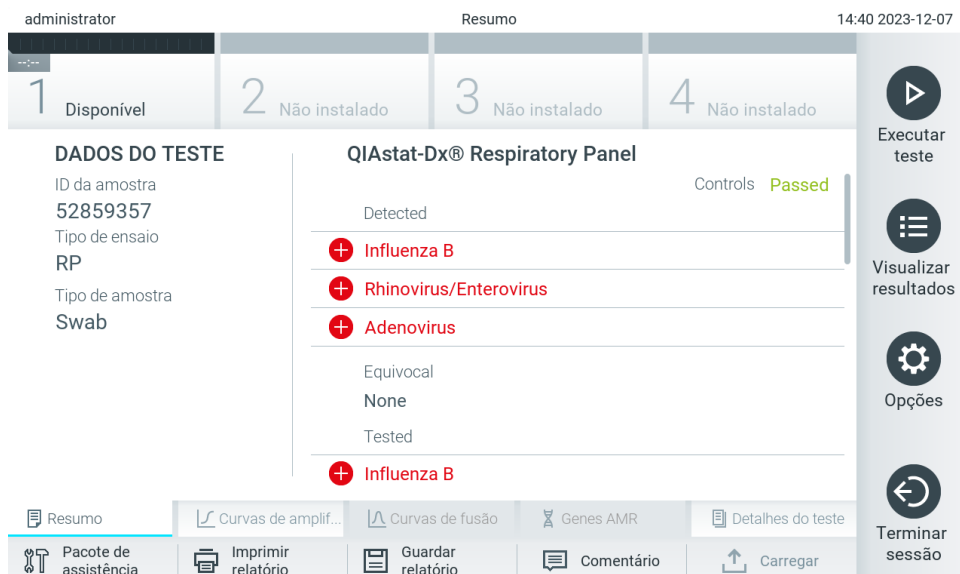 administrator
Resumo
14:40 2023-12-07
--:--
1 Disponível
2 Não instalado
3 Não instalado
4 Não instalado
DADOS DO TESTE
ID da amostra
52859357
Tipo de ensaio
RP
Tipo de amostra
Swab
QIAstat-Dx® Respiratory Panel
Controls Passed
Detected
Influenza B
Rhinovirus/Enterovirus
Adenovirus
Equivocal
None
Tested
Influenza B
Executar
teste
Visualizar
resultados
Opções
Terminar
sessão
Resumo
Curvas de amplif...
Curvas de fusão
Genes AMR
Detalhes do teste
Pacote de
assistência
Imprimir
relatório
Guardar
relatório
Comentário
Carregar